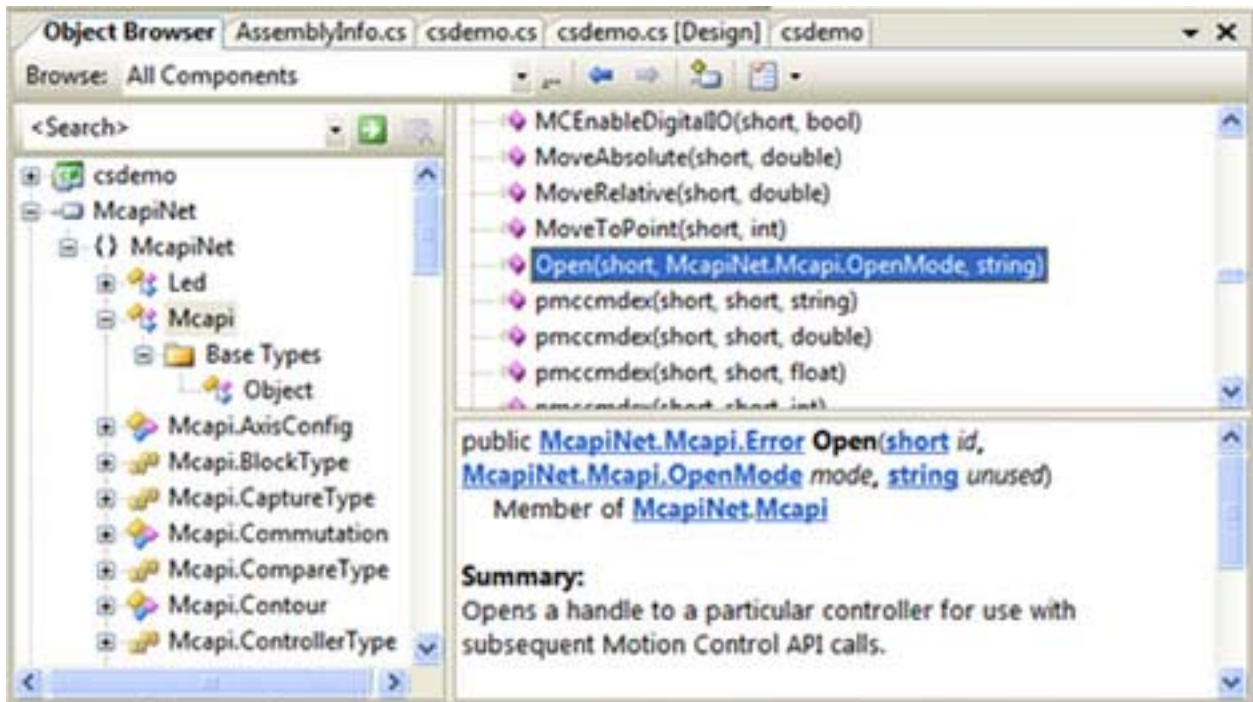 Object Browser AssemblyInfo.cs csdemo.cs csdemo.cs [Design] csdemo
Browse: All Components
<Search>
csdemo
McapiNet
{} McapiNet
Led
Mcapi
Base Types
Object
Mcapi.AxisConfig
Mcapi.BlockType
Mcapi.CaptureType
Mcapi.Commutation
Mcapi.CompareType
Mcapi.Contour
Mcapi.ControllerType
MCEnableDigitalIO(short, bool)
MoveAbsolute(short, double)
MoveRelative(short, double)
MoveToPoint(short, int)
Open(short, McapiNet.Mcapi.OpenMode, string)
pmccmdex(short, short, string)
pmccmdex(short, short, double)
pmccmdex(short, short, float)
pmccmdex(short, short, int)
public McapiNet.Mcapi.Error Open(short id,
McapiNet.Mcapi.OpenMode mode, string unused)
Member of McapiNet.Mcapi
Summary:
Opens a handle to a particular controller for use with
subsequent Motion Control API calls.